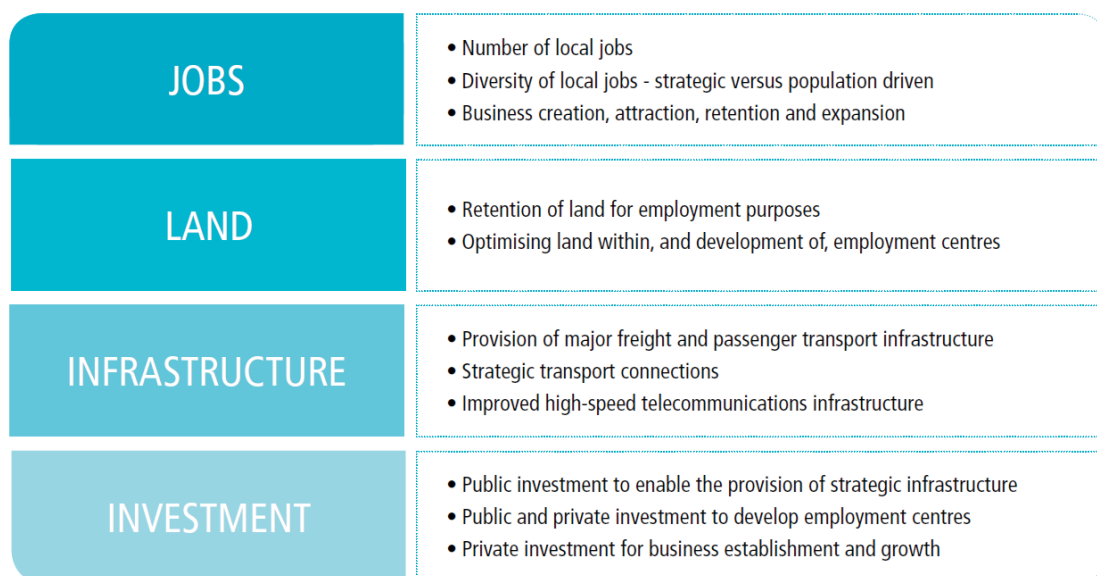 JOBS
• Number of local jobs
• Diversity of local jobs - strategic versus population driven
• Business creation, attraction, retention and expansion
LAND
• Retention of land for employment purposes
• Optimising land within, and development of, employment centres
INFRASTRUCTURE
• Provision of major freight and passenger transport infrastructure
• Strategic transport connections
• Improved high-speed telecommunications infrastructure
INVESTMENT
• Public investment to enable the provision of strategic infrastructure
• Public and private investment to develop employment centres
• Private investment for business establishment and growth